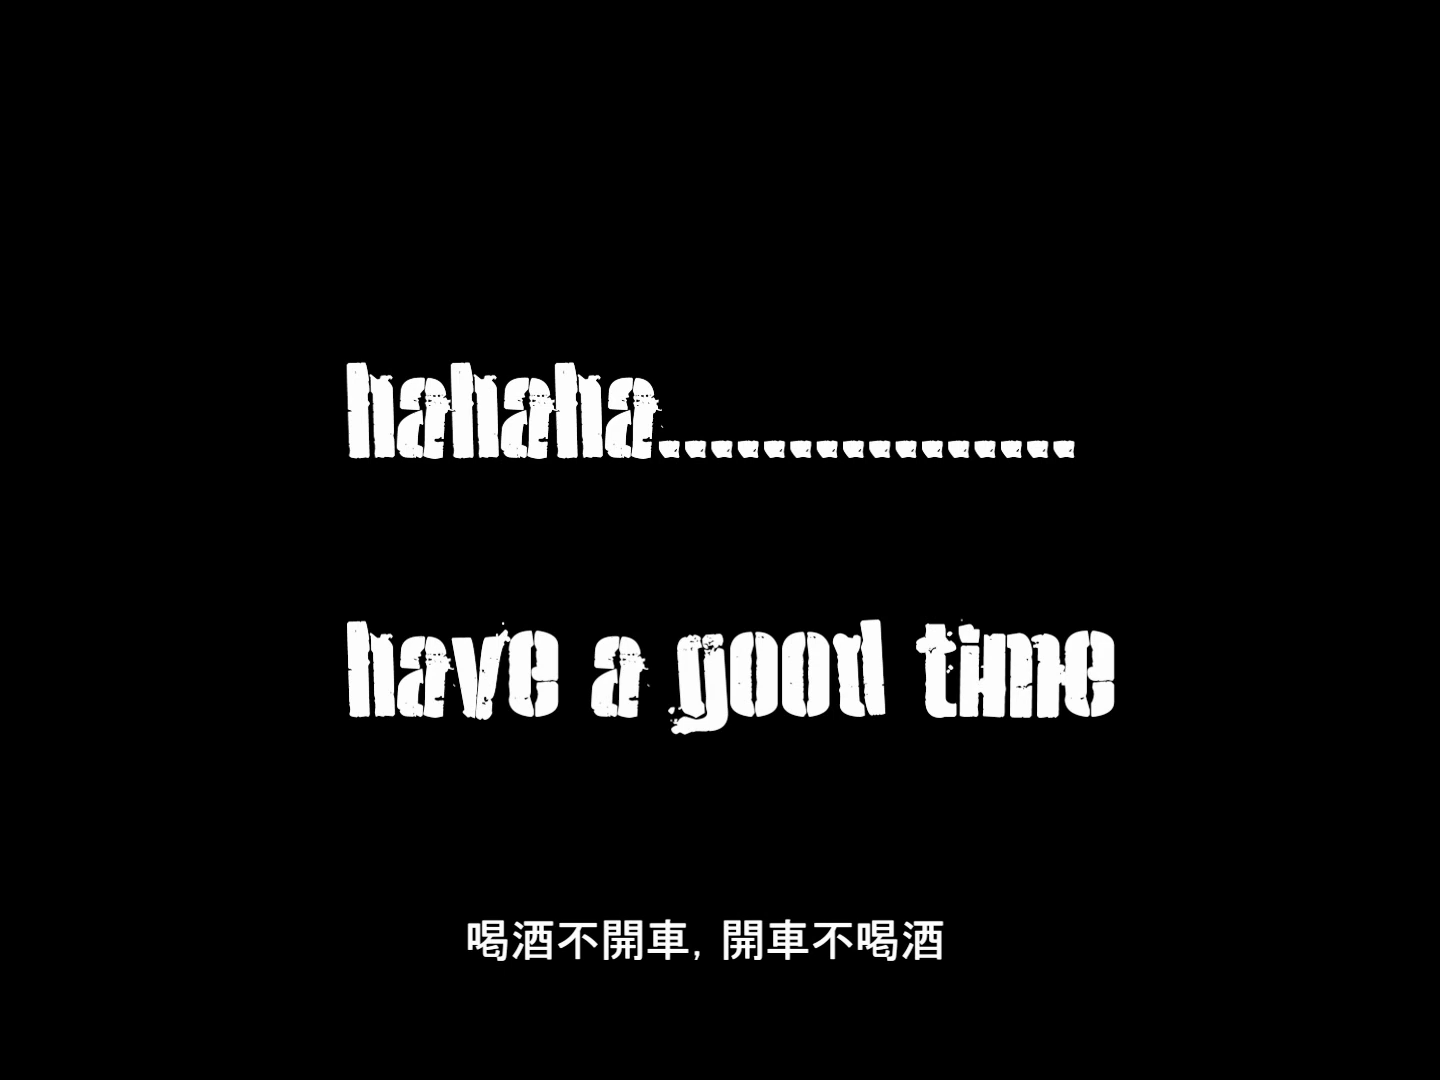 hahaha................
have a good time
喝酒不開車, 開車不喝酒